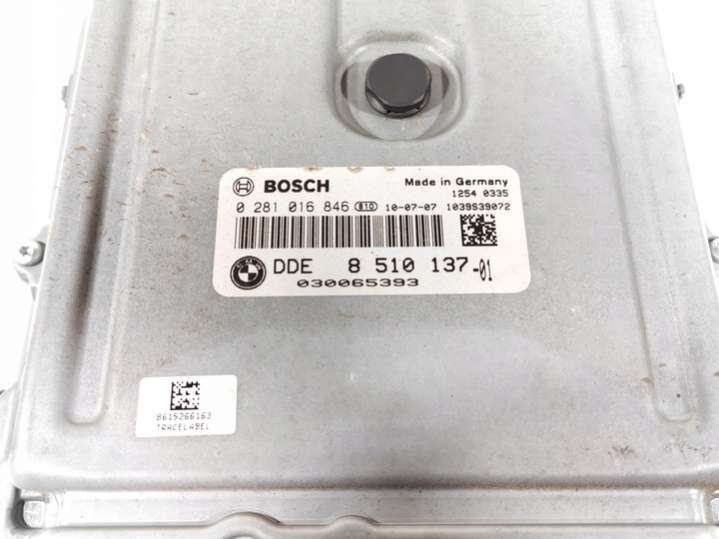 BOSCH
Made in Germany
1254 0335
0 281 016 846 B10 10-07-07 1039S39072
DDE 8 510 137-01
030065393
8615266163
TRACELABEL